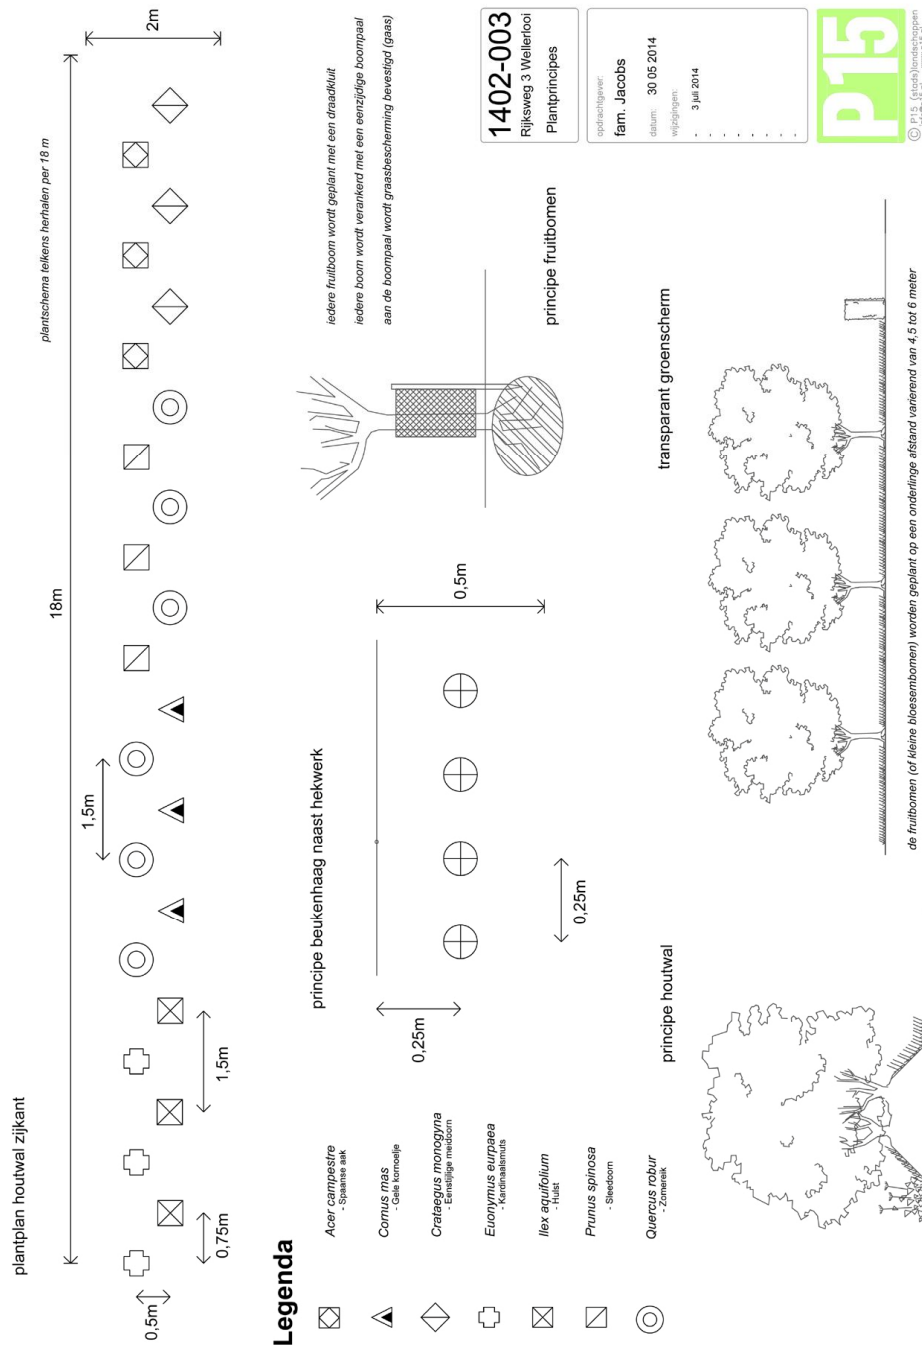 plantplan houtwal zijkant
plantschema telkens herhalen per 18 m
18m
2m
0,5m
0,75m
1,5m
1,5m
Legenda
Acer campestre
- Spaanse aak
Cornus mas
- Gele kornoelje
Crataegus monogyna
- Eenstijlige meidoorn
Euonymus eurpaea
- Kardinaalsmuts
Ilex aquifolium
- Hulst
Prunus spinosa
- Sleedoorn
Quercus robur
- Zomereik
principe beukenhaag naast hekwerk
0,25m
0,5m
0,25m
iedere fruitboom wordt geplant met een draadkluit
iedere boom wordt verankerd met een eenzijdige boompaal
aan de boompaal wordt graasbescherming bevestigd (gaas)
principe fruitbomen
principe houtwal
transparant groenscherm
de fruitbomen (of kleine bloesembomen) worden geplant op een onderlinge afstand varierend van 4,5 tot 6 meter
1402-003
Rijksweg 3 Wellerlooi
Plantprincipes
opdrachtgever:
fam. Jacobs
datum: 30 05 2014
wijzigingen:
- 3 juli 2014
-
-
-
-
-
-
-
P15
© P15 (stads)landschappen